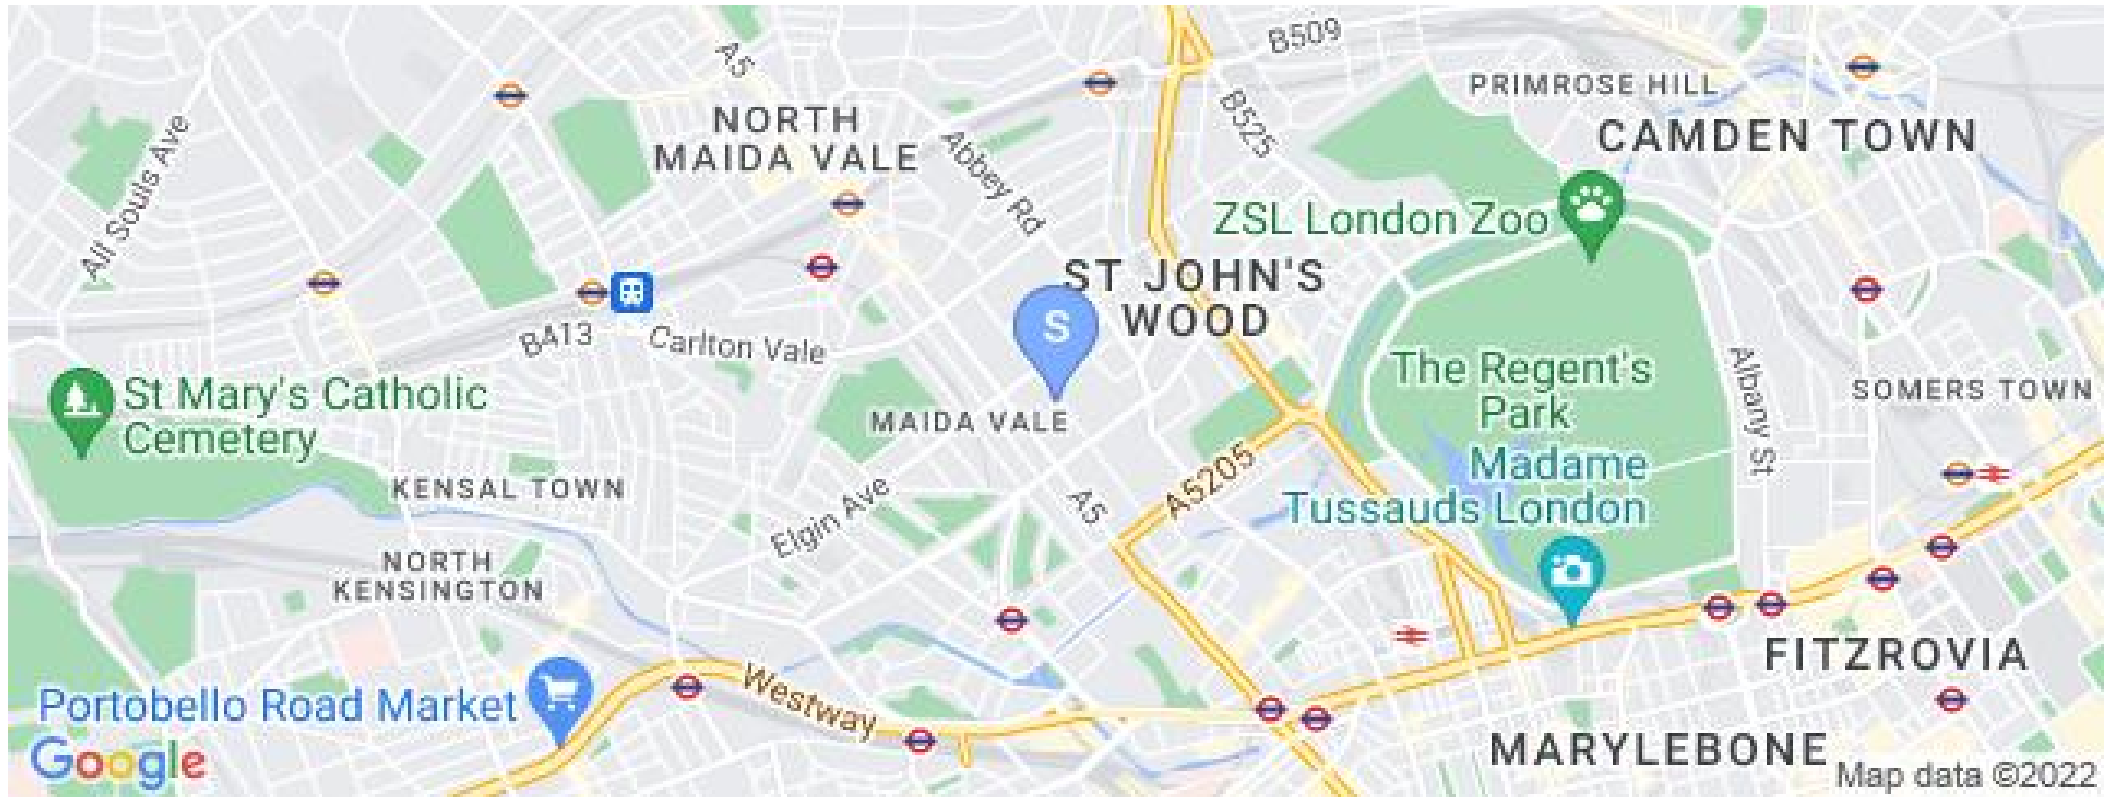 B509
A5
PRIMROSE HILL
NORTH
MAIDA VALE
B525
CAMDEN TOWN
All Souls Ave
Abbey Rd
ZSL London Zoo
ST JOHN'S
WOOD
S
B413
Carlton Vale
The Regent's
Park
Albany St
St Mary's Catholic
Cemetery
SOMERS TOWN
MAIDA VALE
Madame
Tussauds London
A5205
KENSAL TOWN
A5
Elgin Ave
NORTH
KENSINGTON
FITZROVIA
Portobello Road Market
Westway
MARYLEBONE
Google
Map data ©2022